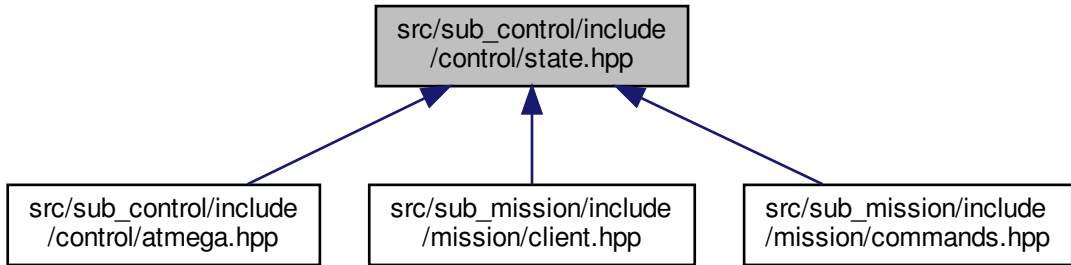 src/sub_control/include
/control/state.hpp
src/sub_control/include
/control/atmega.hpp
src/sub_mission/include
/mission/client.hpp
src/sub_mission/include
/mission/commands.hpp